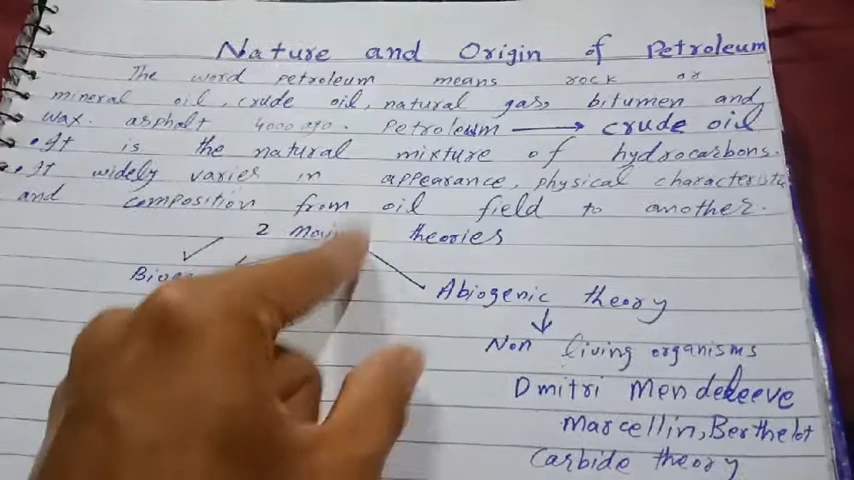 Nature and Origin of Petroleum
The word petroleum means rock or
mineral oil, crude oil, natural gas, bitumen and
wax. asphalt 4000 ago. Petroleum → crude oil
• It is the natural mixture of hydrocarbons.
• It widely varies in appearance, physical characteristic
and composition from oil field to another.
2 theories
Abiogenic theory
Non living organisms
Dmitri Mendeleeve
Marcellin, Berthelot
Carbide theory